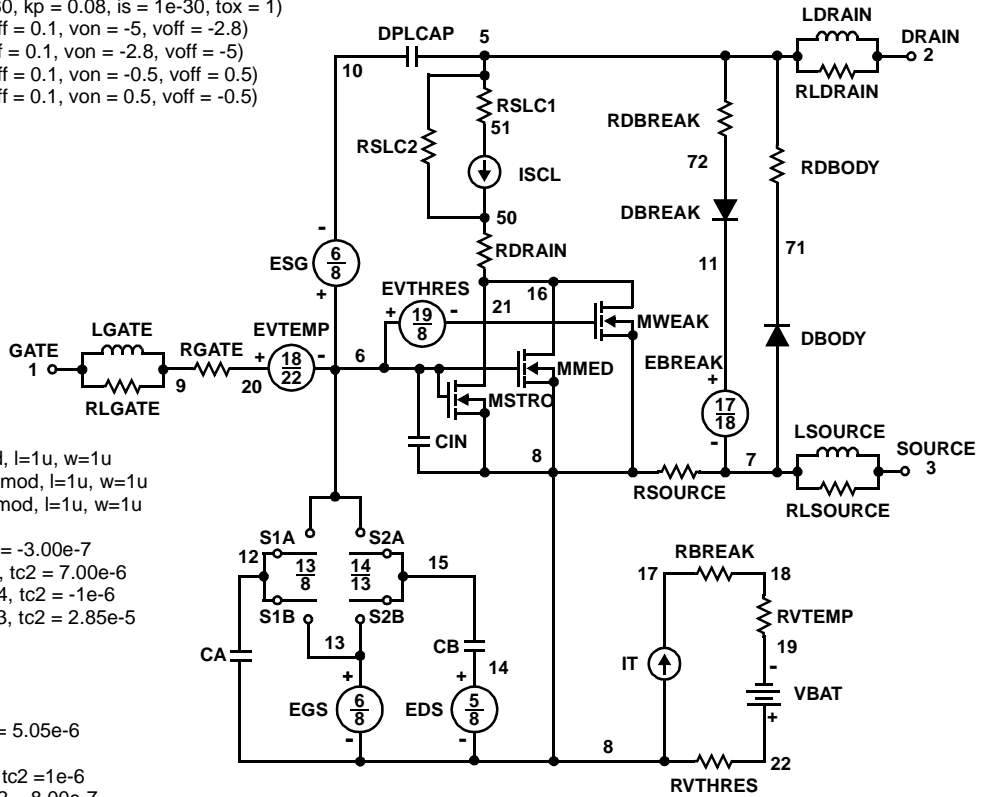 60, kp = 0.08, is = 1e-30, tox = 1)
off = 0.1, von = -5, voff = -2.8)
ff = 0.1, von = -2.8, voff = -5)
ff = 0.1, von = -0.5, voff = 0.5)
ff = 0.1, von = 0.5, voff = -0.5)
DPLCAP
5
10
LDRAIN
DRAIN
2
RLDRAIN
RSLC1
51
RSLC2
ISCL
50
RDBREAK
72
RDBODY
DBREAK
71
11
RDRAIN
ESG
6
8
-
+
EVTHRES
+
19
8
-
21
16
MWEAK
LGATE
GATE
1
RLGATE
9
RGATE
20
EVTEMP
+
18
22
-
6
MMED
MSTRO
EBREAK
+
17
18
-
DBODY
CIN
8
7
RSOURCE
LSOURCE
SOURCE
3
RLSOURCE
d, l=1u, w=1u
mod, l=1u, w=1u
mod, l=1u, w=1u
= -3.00e-7
, tc2 = 7.00e-6
4, tc2 = -1e-6
3, tc2 = 2.85e-5
S1A
S2A
12
13
8
14
13
15
S1B
S2B
13
CA
CB
14
+
EGS
6
8
-
+
EDS
5
8
-
RBREAK
17
18
RVTEMP
19
IT
-
VBAT
+
8
22
RVTHRES
= 5.05e-6
tc2 =1e-6